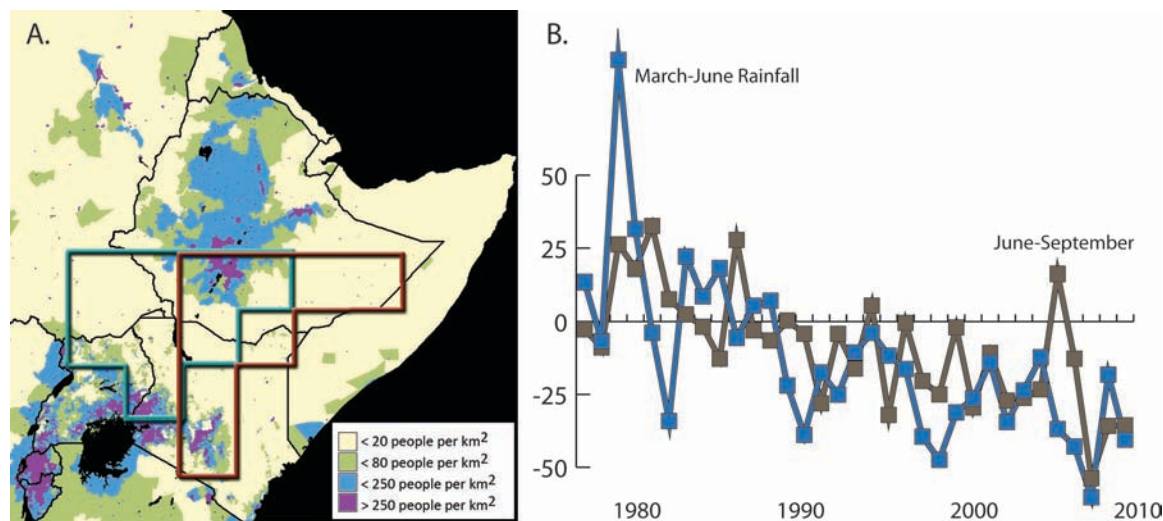 A.
< 20 people per km2
< 80 people per km2
< 250 people per km2
> 250 people per km2
B.
March-June Rainfall
June-September
50
25
0
-25
-50
1980 1990 2000 2010